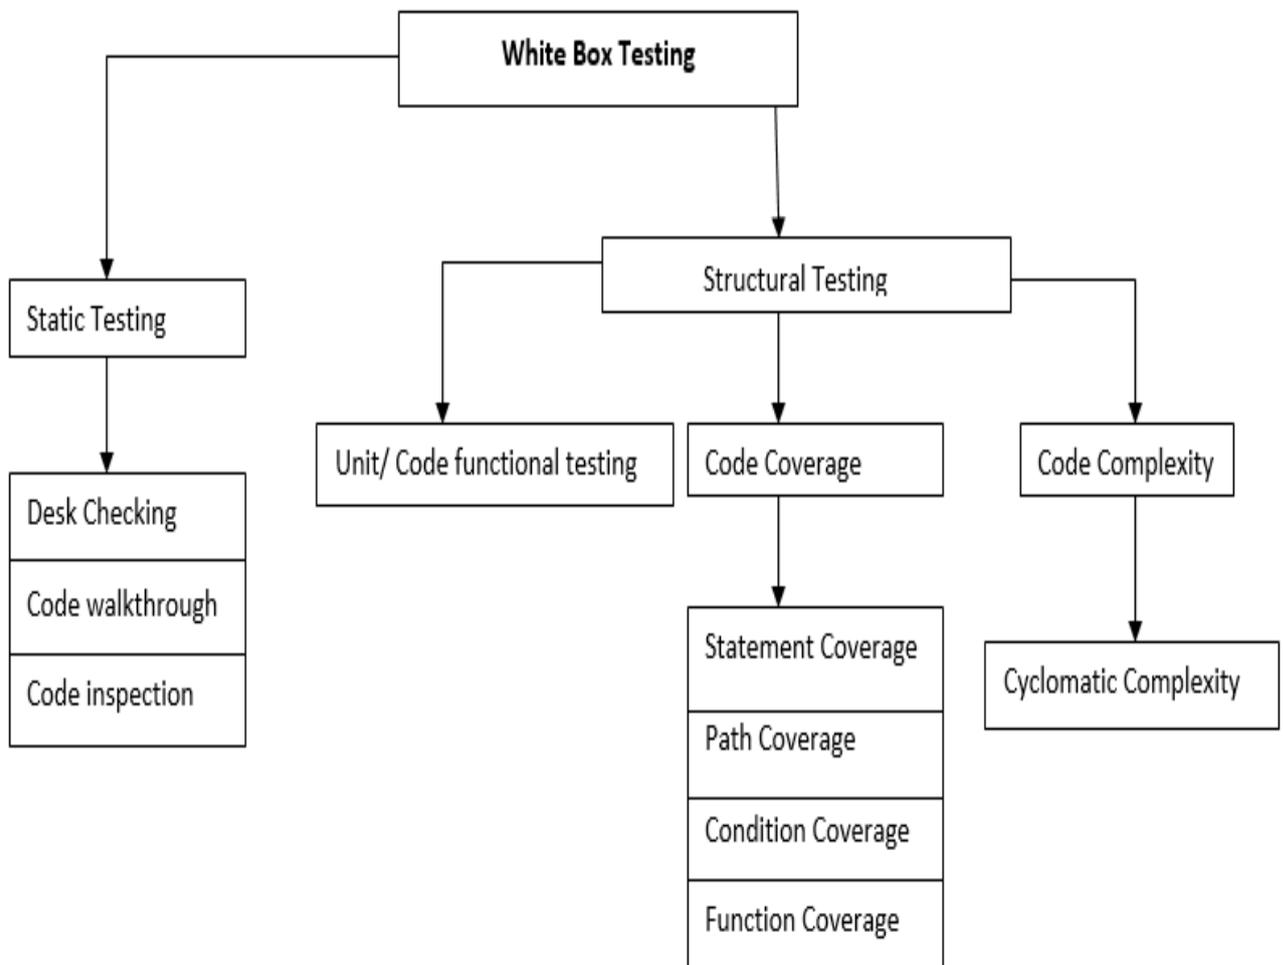 White Box Testing
Structural Testing
Static Testing
Unit/ Code functional testing
Code Coverage
Code Complexity
Desk Checking
Code walkthrough
Code inspection
Statement Coverage
Path Coverage
Condition Coverage
Function Coverage
Cyclomatic Complexity